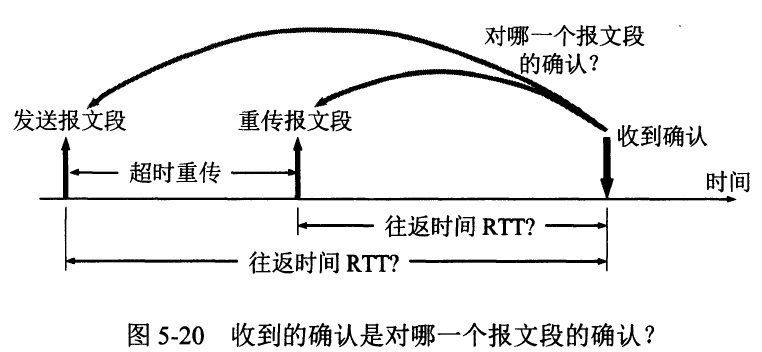 对哪一个报文段
的确认？
发送报文段
重传报文段
收到确认
超时重传
时间
往返时间 RTT?
往返时间 RTT?
图 5-20 收到的确认是对哪一个报文段的确认？